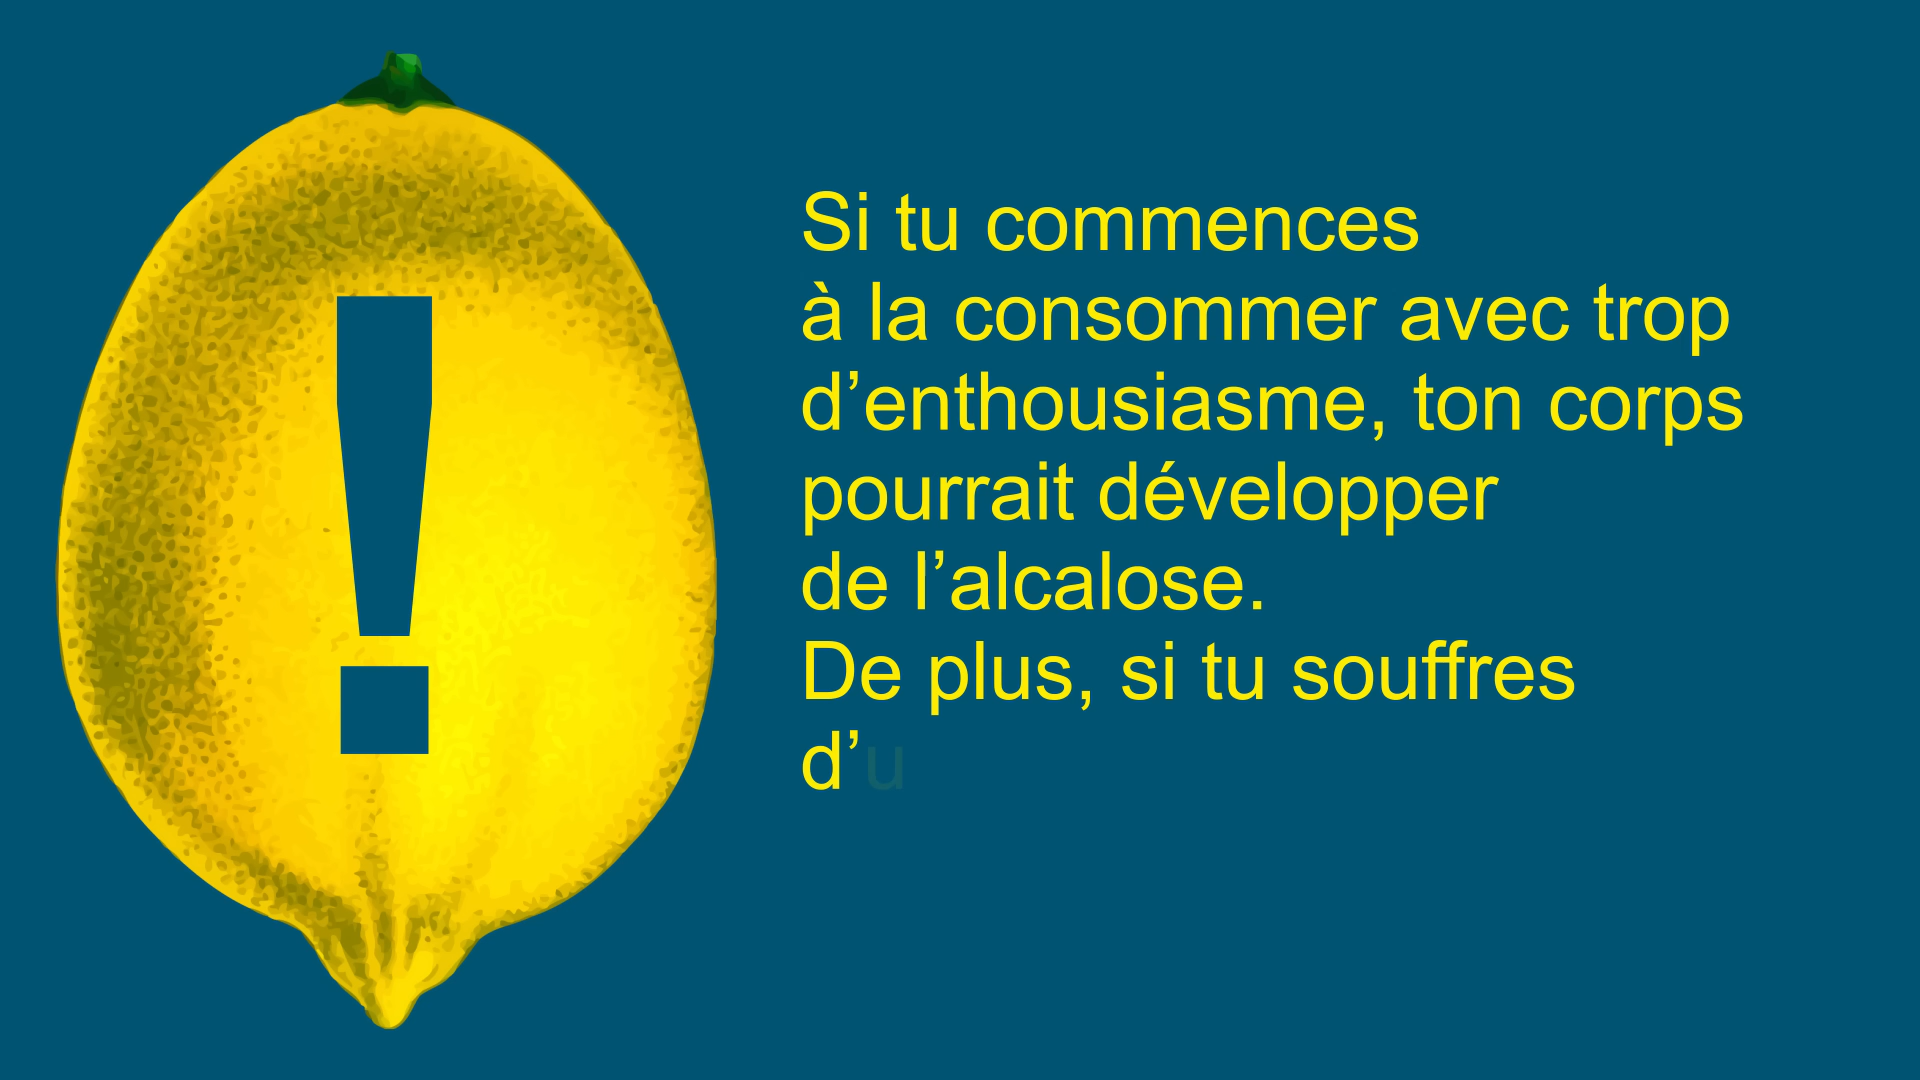 !
Si tu commences
à la consommer avec trop
d’enthousiasme, ton corps
pourrait développer
de l’alcalose.
De plus, si tu souffres
d’u